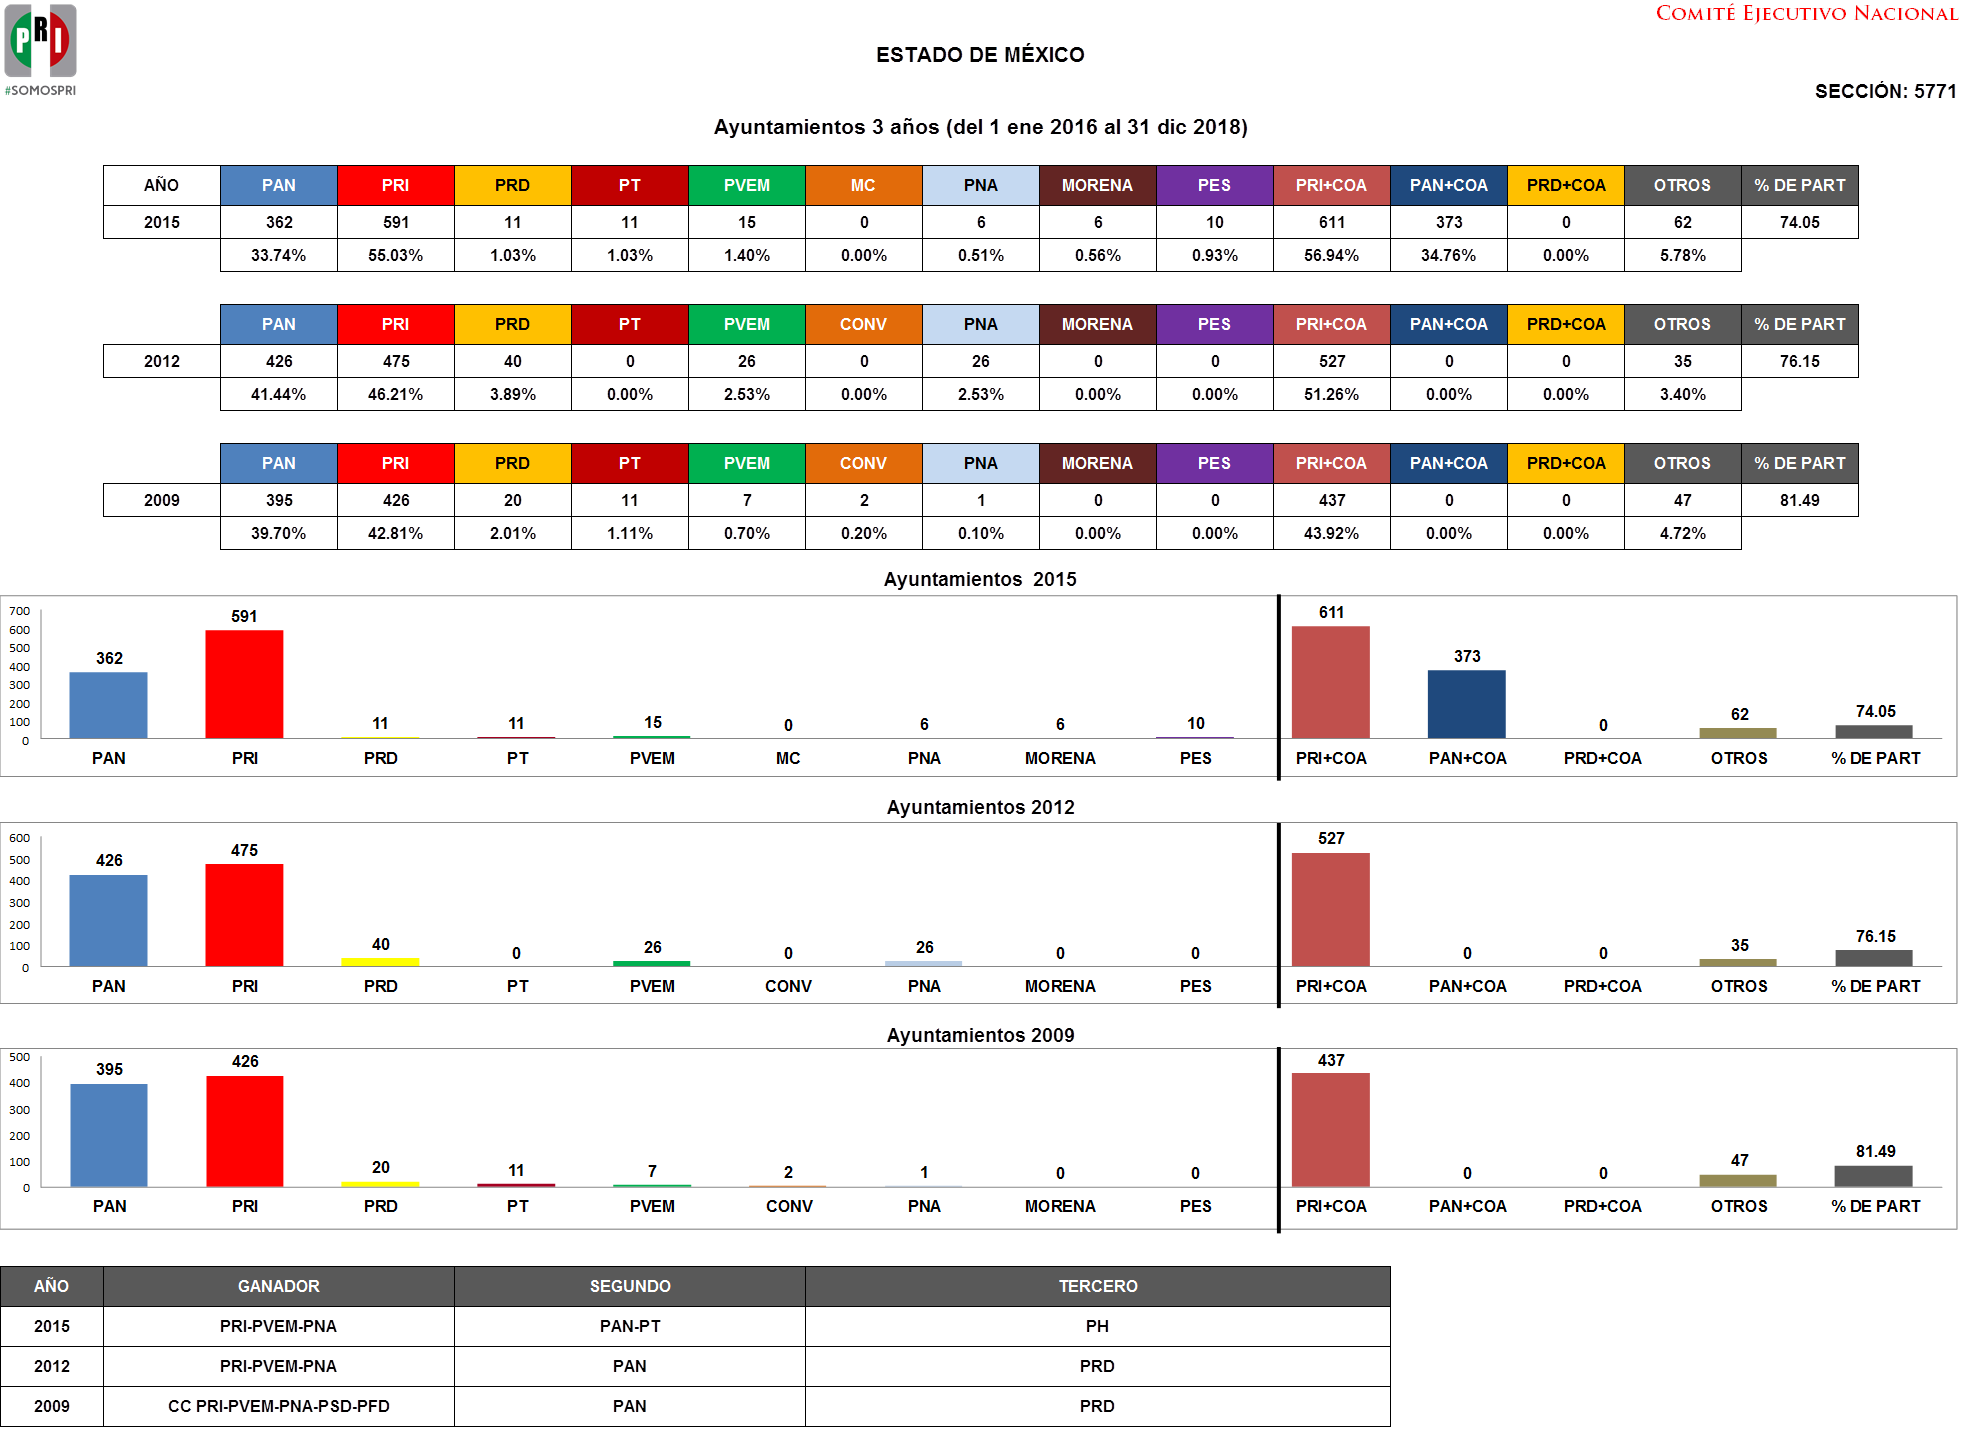 COMITÉ EJECUTIVO NACIONAL
PRI
#SOMOSPRI
ESTADO DE MÉXICO
SECCIÓN: 5771
Ayuntamientos 3 años (del 1 ene 2016 al 31 dic 2018)
AÑO PAN PRI PRD PT PVEM MC PNA MORENA PES PRI+COA PAN+COA PRD+COA OTROS % DE PART
2015 362 591 11 11 15 0 6 6 10 611 373 0 62 74.05
33.74% 55.03% 1.03% 1.03% 1.40% 0.00% 0.51% 0.56% 0.93% 56.94% 34.76% 0.00% 5.78%
PAN PRI PRD PT PVEM CONV PNA MORENA PES PRI+COA PAN+COA PRD+COA OTROS % DE PART
2012 426 475 40 0 26 0 26 0 0 527 0 0 35 76.15
41.44% 46.21% 3.89% 0.00% 2.53% 0.00% 2.53% 0.00% 0.00% 51.26% 0.00% 0.00% 3.40%
PAN PRI PRD PT PVEM CONV PNA MORENA PES PRI+COA PAN+COA PRD+COA OTROS % DE PART
2009 395 426 20 11 7 2 1 0 0 437 0 0 47 81.49
39.70% 42.81% 2.01% 1.11% 0.70% 0.20% 0.10% 0.00% 0.00% 43.92% 0.00% 0.00% 4.72%
Ayuntamientos 2015
700
600
500
400
300
200
100
0
362 591 11 11 15 0 6 6 10 611 373 0 62 74.05
PAN PRI PRD PT PVEM MC PNA MORENA PES PRI+COA PAN+COA PRD+COA OTROS % DE PART
Ayuntamientos 2012
600
500
400
300
200
100
0
426 475 40 0 26 0 26 0 0 527 0 0 35 76.15
PAN PRI PRD PT PVEM CONV PNA MORENA PES PRI+COA PAN+COA PRD+COA OTROS % DE PART
Ayuntamientos 2009
500
400
300
200
100
0
395 426 20 11 7 2 1 0 0 437 0 0 47 81.49
PAN PRI PRD PT PVEM CONV PNA MORENA PES PRI+COA PAN+COA PRD+COA OTROS % DE PART
AÑO GANADOR SEGUNDO TERCERO
2015 PRI-PVEM-PNA PAN-PT PH
2012 PRI-PVEM-PNA PAN PRD
2009 CC PRI-PVEM-PNA-PSD-PFD PAN PRD